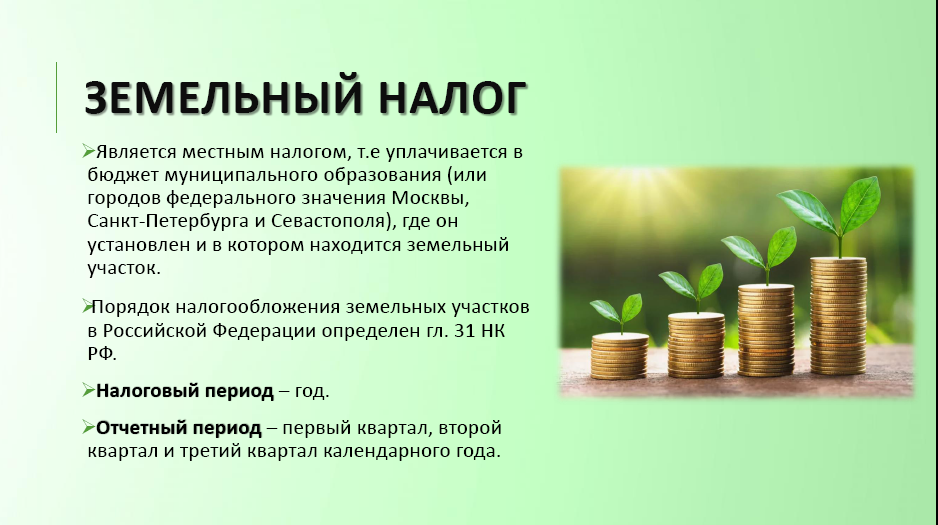 ЗЕМЕЛЬНЫЙ НАЛОГ
Является местным налогом, т.е уплачивается в
бюджет муниципального образования (или
городов федерального значения Москвы,
Санкт-Петербурга и Севастополя), где он
установлен и в котором находится земельный
участок.
Порядок налогообложения земельных участков
в Российской Федерации определен гл. 31 НК
РФ.
Налоговый период – год.
Отчетный период – первый квартал, второй
квартал и третий квартал календарного года.